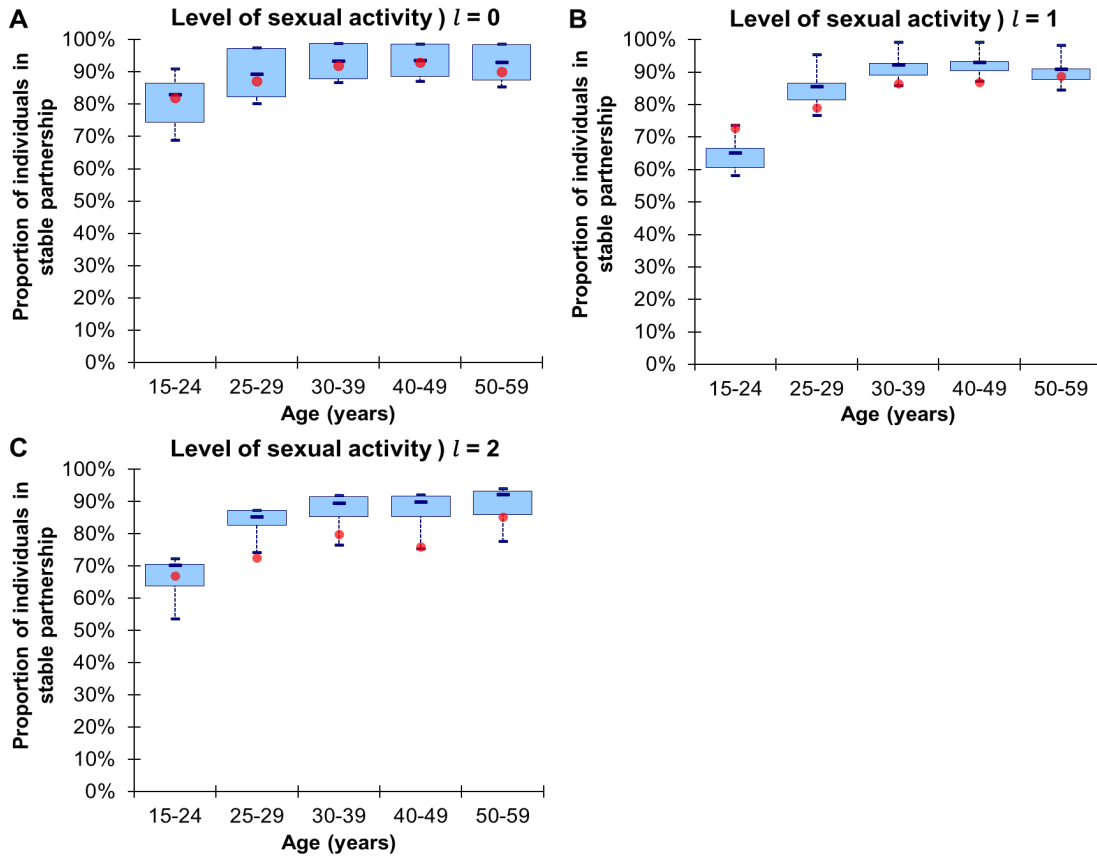 A
Level of sexual activity ) l = 0
Proportion of individuals in
stable partnership
100%
90%
80%
70%
60%
50%
40%
30%
20%
10%
0%
15-24 25-29 30-39 40-49 50-59
Age (years)
B
Level of sexual activity ) l = 1
Proportion of individuals in
stable partnership
100%
90%
80%
70%
60%
50%
40%
30%
20%
10%
0%
15-24 25-29 30-39 40-49 50-59
Age (years)
C
Level of sexual activity ) l = 2
Proportion of individuals in
stable partnership
100%
90%
80%
70%
60%
50%
40%
30%
20%
10%
0%
15-24 25-29 30-39 40-49 50-59
Age (years)